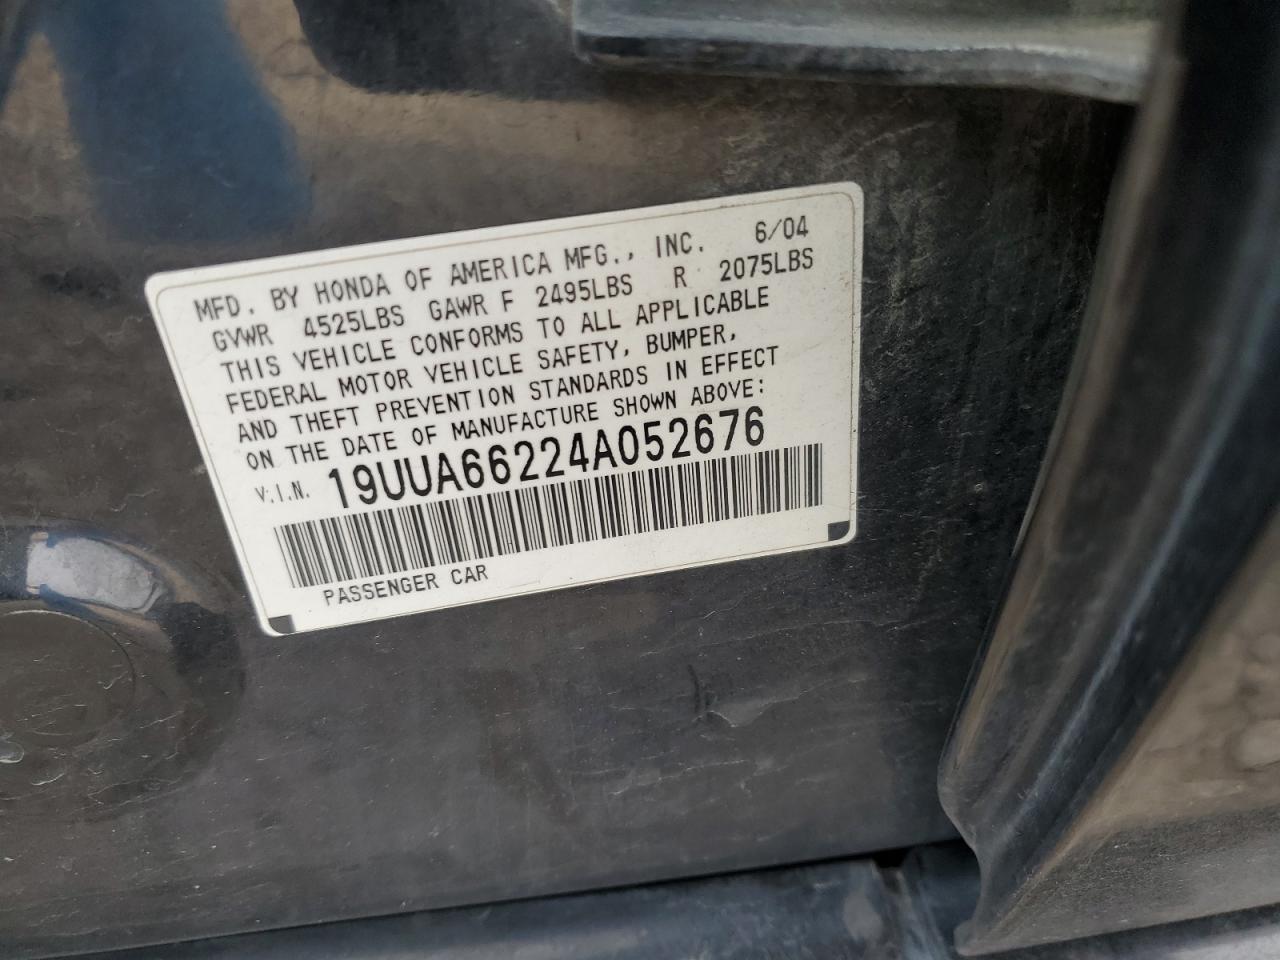 MFD. BY HONDA OF AMERICA MFG., INC. 6/04
GVWR 4525LBS GAWR F 2495LBS R 2075LBS
THIS VEHICLE CONFORMS TO ALL APPLICABLE
FEDERAL MOTOR VEHICLE SAFETY, BUMPER,
AND THEFT PREVENTION STANDARDS IN EFFECT
ON THE DATE OF MANUFACTURE SHOWN ABOVE:
V.I.N. 19UUA66224A052676
PASSENGER CAR